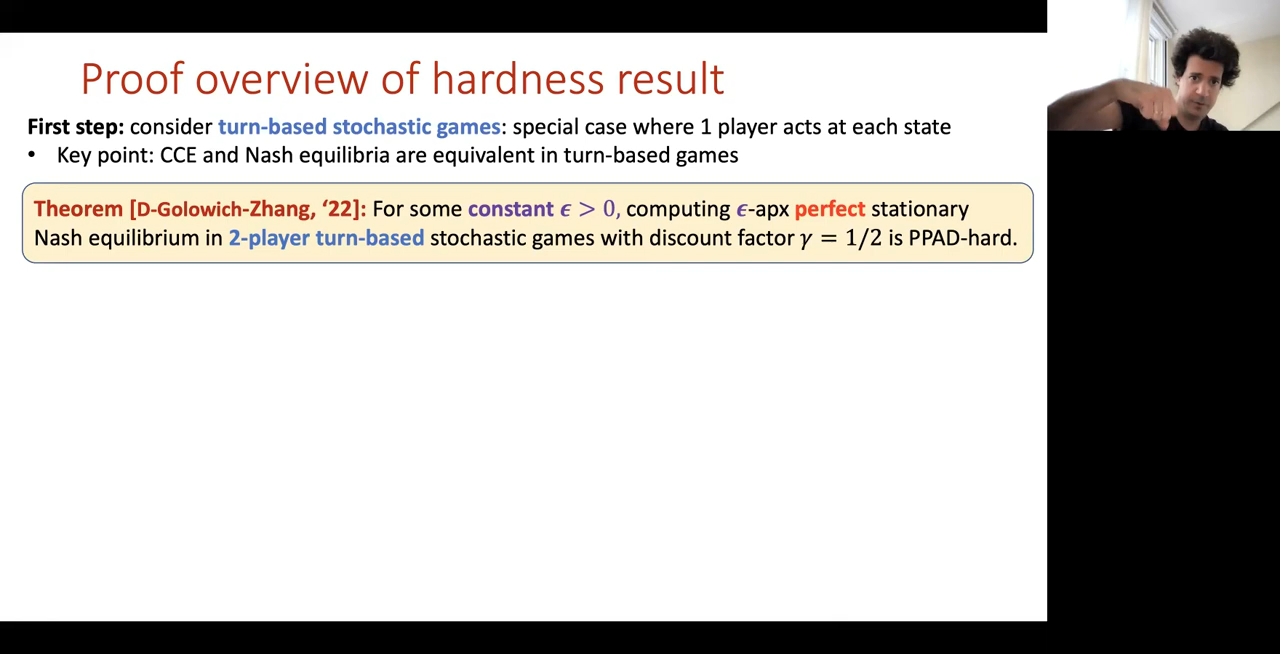 Proof overview of hardness result
First step: consider turn-based stochastic games: special case where 1 player acts at each state
• Key point: CCE and Nash equilibria are equivalent in turn-based games
Theorem [D-Golowich-Zhang, ‘22]: For some constant ϵ > 0, computing ϵ-apx perfect stationary
Nash equilibrium in 2-player turn-based stochastic games with discount factor γ = 1/2 is PPAD-hard.